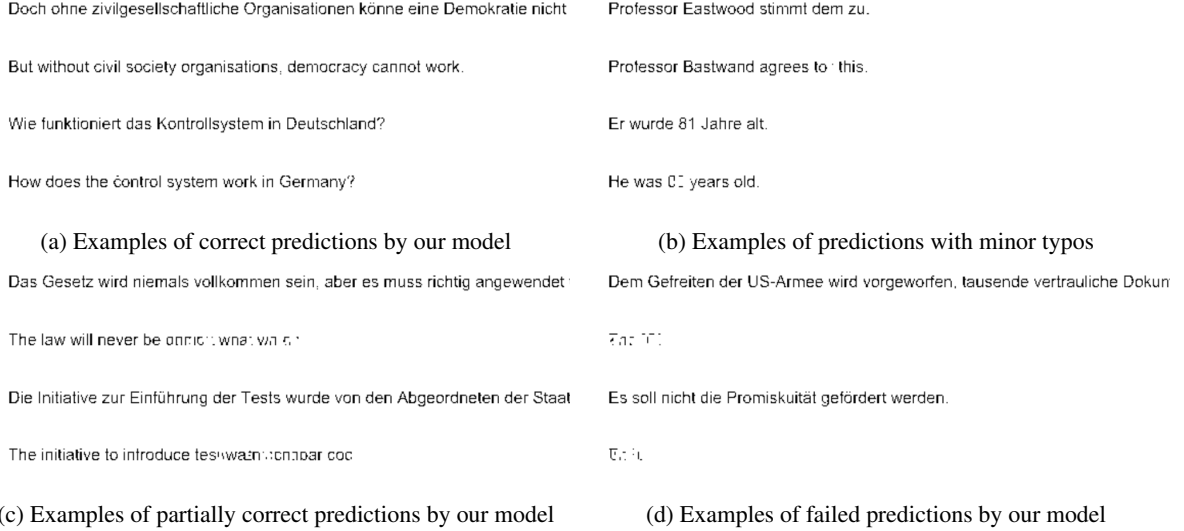 Doch ohne zivilgesellschaftliche Organisationen könne eine Demokratie nicht
But without civil society organisations, democracy cannot work.
Wie funktioniert das Kontrollsystem in Deutschland?
How does the control system work in Germany?
(a) Examples of correct predictions by our model
Professor Eastwood stimmt dem zu.
Professor Bastwand agrees to this.
Er wurde 81 Jahre alt.
He was years old.
(b) Examples of predictions with minor typos
Das Gesetz wird niemals vollkommen sein, aber es muss richtig angewendet
The law will never be
Die Initiative zur Einführung der Tests wurde von den Abgeordneten der Staat
The initiative to introduce
(c) Examples of partially correct predictions by our model
Dem Gefreiten der US-Armee wird vorgeworfen, tausende vertrauliche Dokum
Es soll nicht die Promiskuität gefördert werden.
(d) Examples of failed predictions by our model